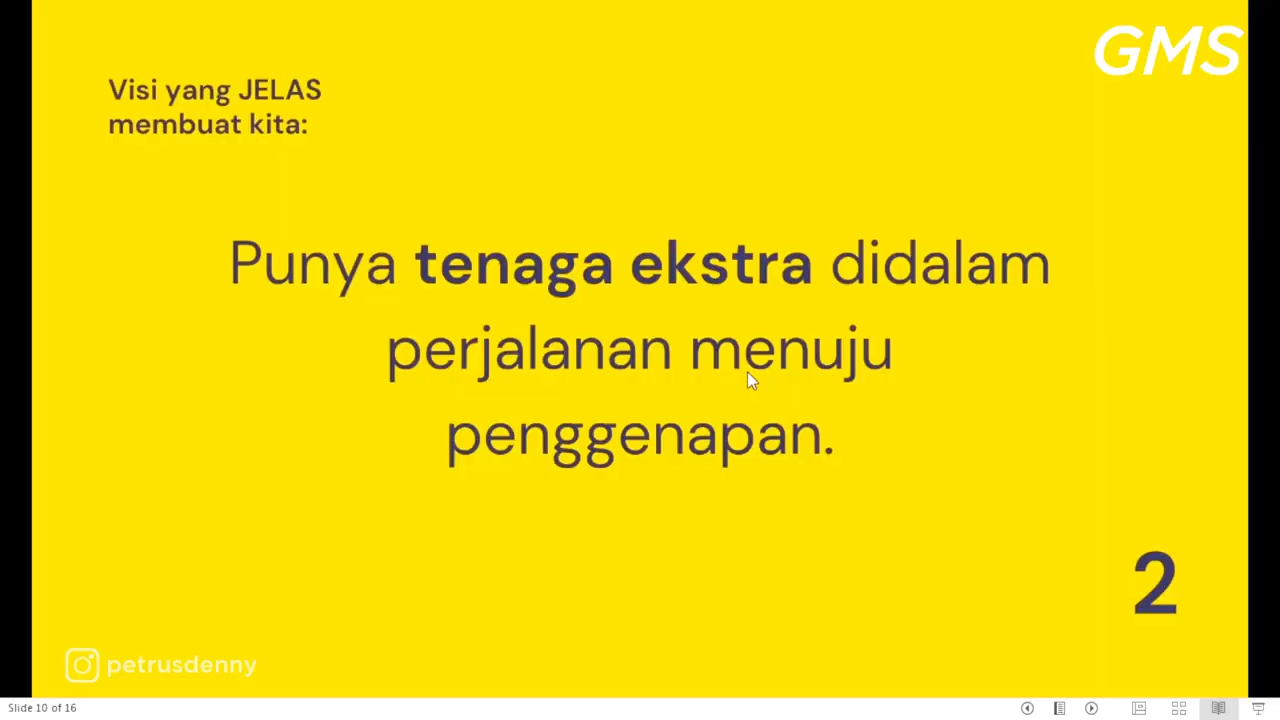 GMS
Visi yang JELAS
membuat kita:
Punya tenaga ekstra didalam
perjalanan menuju
penggenapan.
2
petrusdenny
Slide 10 of 16